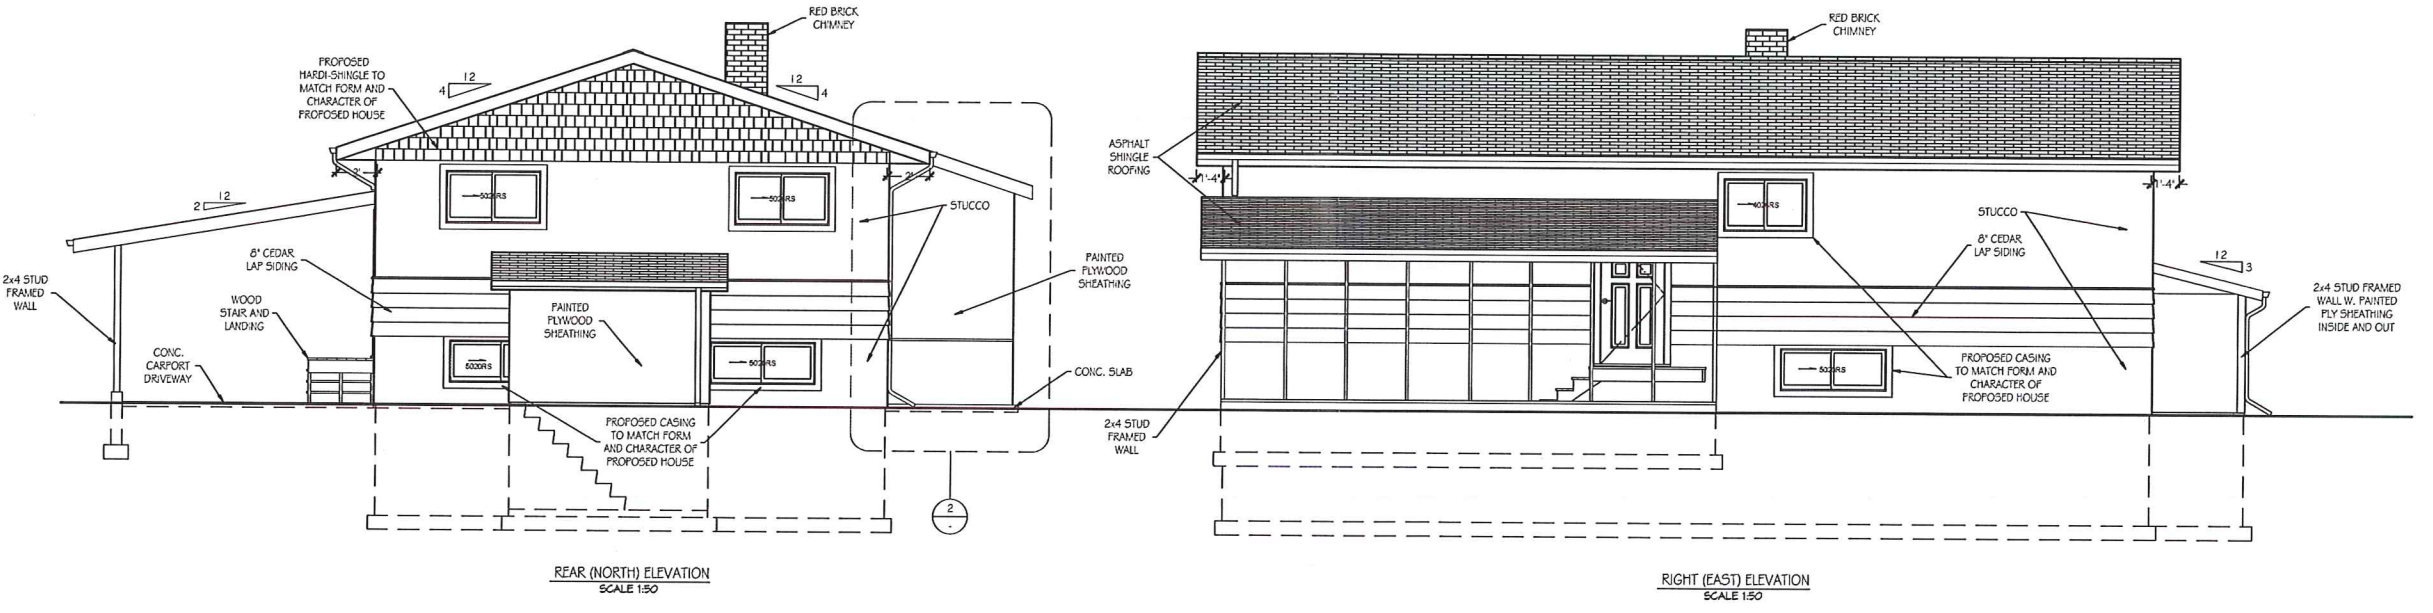 RED BRICK
CHIMNEY
PROPOSED
HARDI-SHINGLE TO
MATCH FORM AND
CHARACTER OF
PROPOSED HOUSE
12
4
12
4
2'
2'
12
2
5020RS
STUCCO
8" CEDAR
LAP SIDING
2x4 STUD
FRAMED
WALL
WOOD
STAIR AND
LANDING
PAINTED
PLYWOOD
SHEATHING
PAINTED
PLYWOOD
SHEATHING
CONC.
CARPORT
DRIVEWAY
5020RS
5020RS
CONC. SLAB
PROPOSED CASING
TO MATCH FORM
AND CHARACTER OF
PROPOSED HOUSE
2
-
REAR (NORTH) ELEVATION
SCALE 1:50
RED BRICK
CHIMNEY
ASPHALT
SHINGLE
ROOFING
1'-4"
1'-4"
STUCCO
8" CEDAR
LAP SIDING
12
3
2x4 STUD FRAMED
WALL W. PAINTED
PLY SHEATHING
INSIDE AND OUT
5020RS
PROPOSED CASING
TO MATCH FORM AND
CHARACTER OF
PROPOSED HOUSE
2x4 STUD
FRAMED
WALL
RIGHT (EAST) ELEVATION
SCALE 1:50